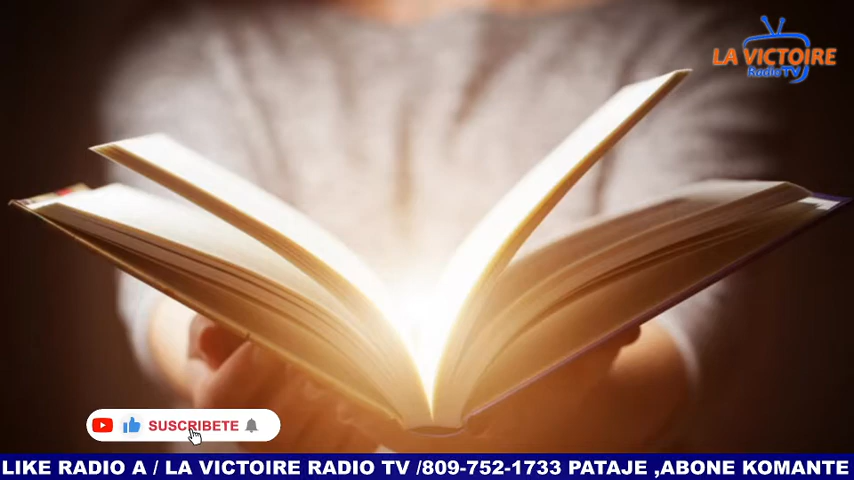 LA VICTOIRE
Radio TV
SUSCRIBETE
LIKE RADIO A / LA VICTOIRE RADIO TV /809-752-1733 PATAJE ,ABONE KOMANTE